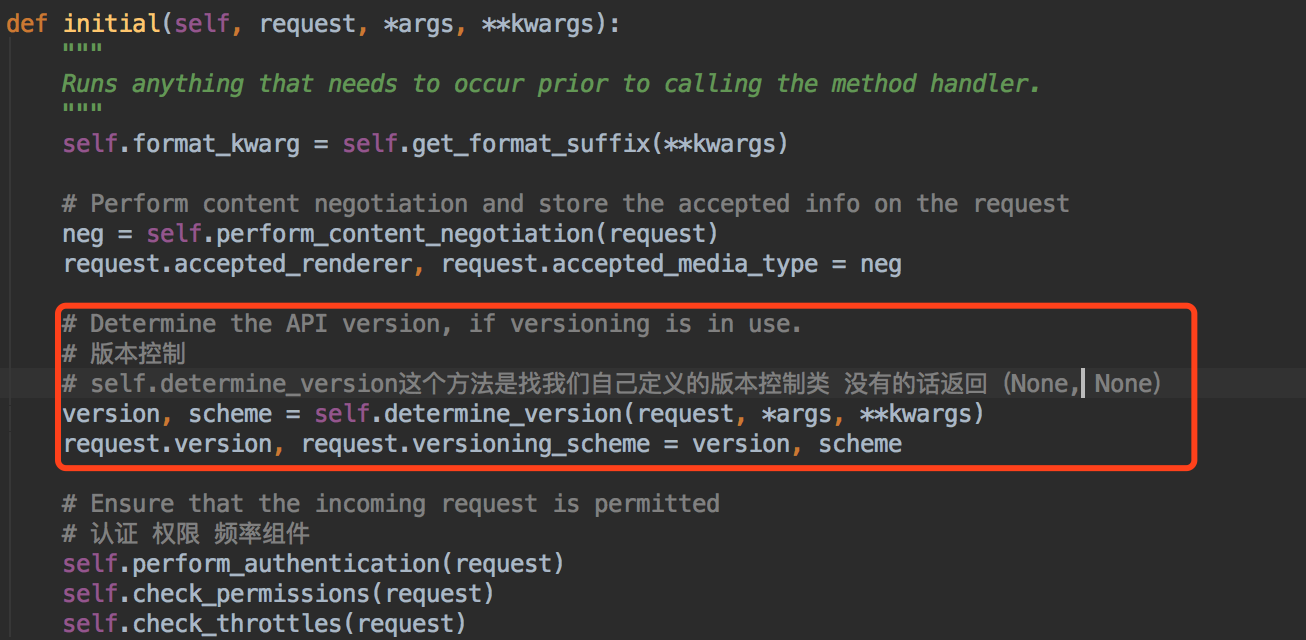 def initial(self, request, *args, **kwargs):
"""
Runs anything that needs to occur prior to calling the method handler.
"""
self.format_kwarg = self.get_format_suffix(**kwargs)
# Perform content negotiation and store the accepted info on the request
neg = self.perform_content_negotiation(request)
request.accepted_renderer, request.accepted_media_type = neg
# Determine the API version, if versioning is in use.
# 版本控制
# self.determine_version这个方法是找我们自己定义的版本控制类 没有的话返回（None, None）
version, scheme = self.determine_version(request, *args, **kwargs)
request.version, request.versioning_scheme = version, scheme
# Ensure that the incoming request is permitted
# 认证 权限 频率组件
self.perform_authentication(request)
self.check_permissions(request)
self.check_throttles(request)